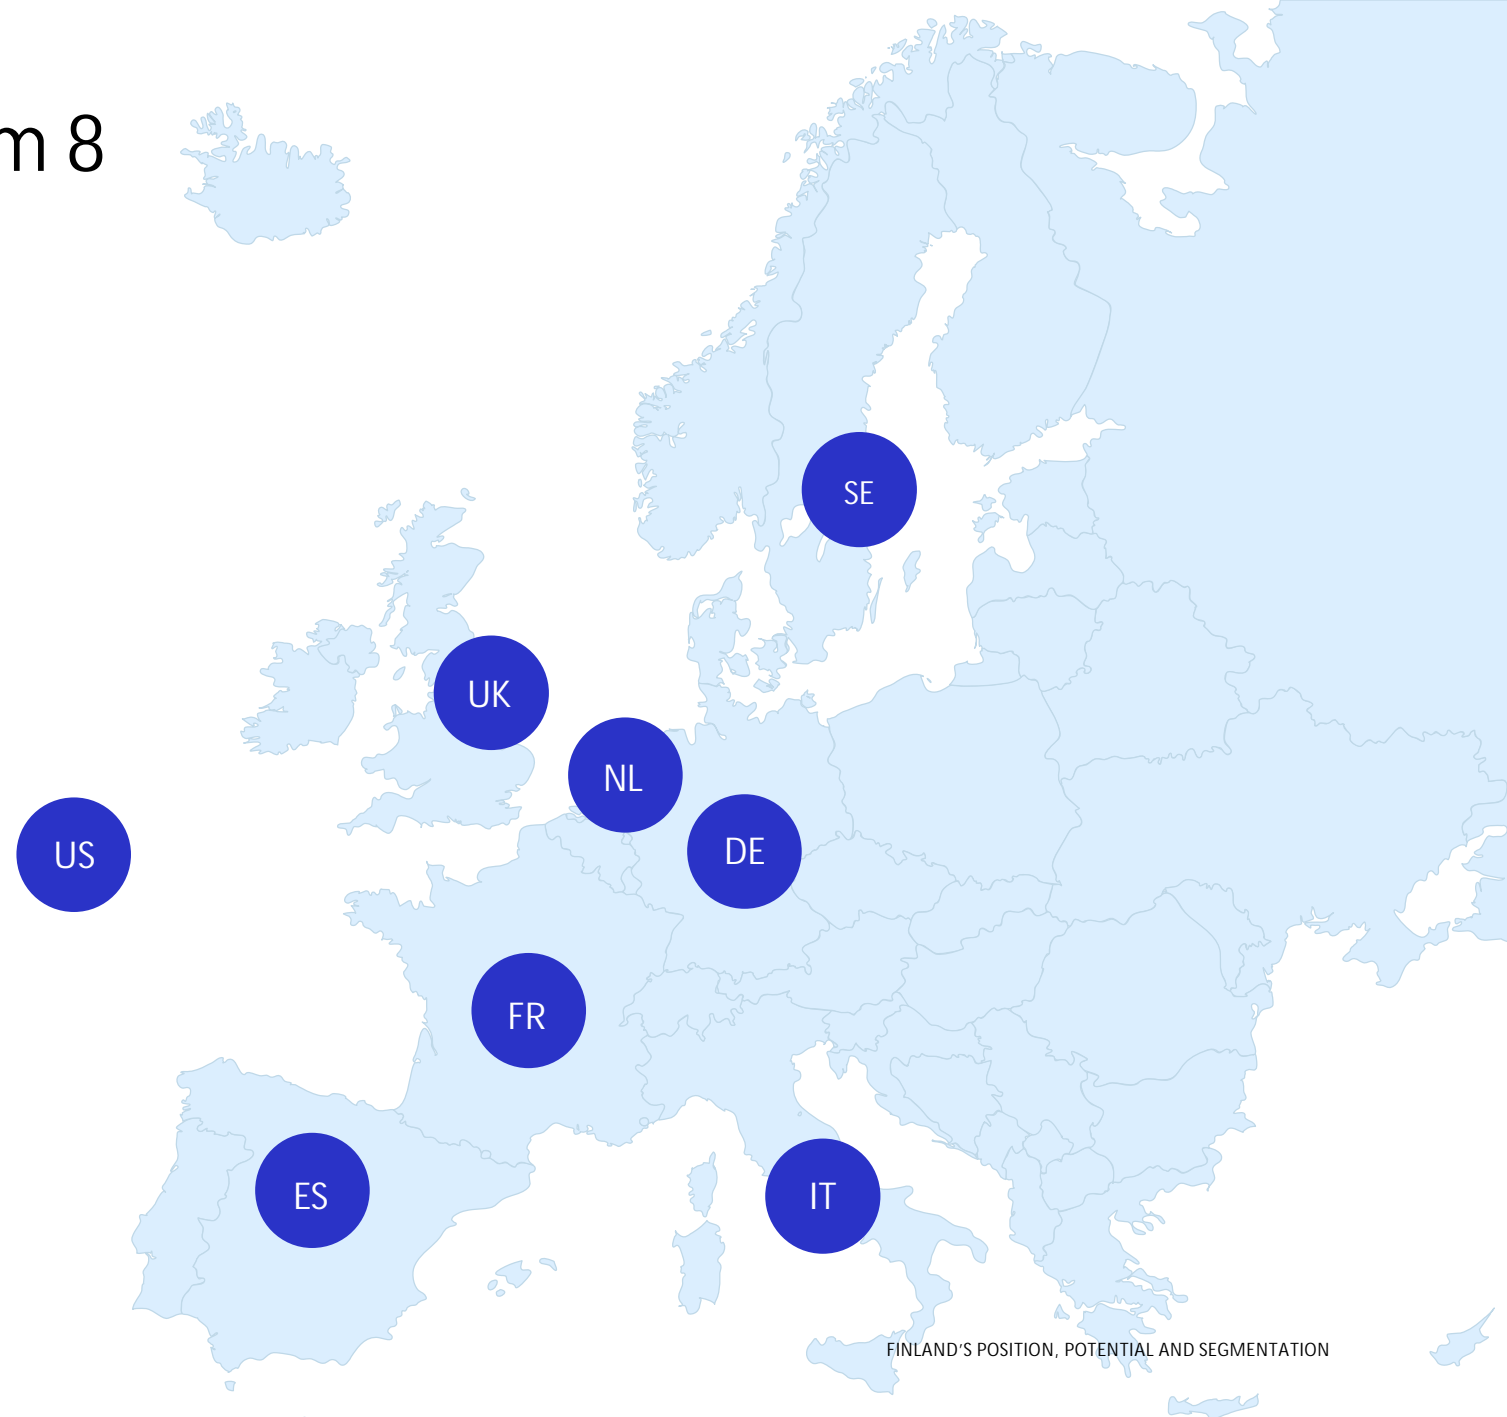 m 8
SE
UK
NL
DE
US
FR
ES
IT
FINLAND'S POSITION, POTENTIAL AND SEGMENTATION